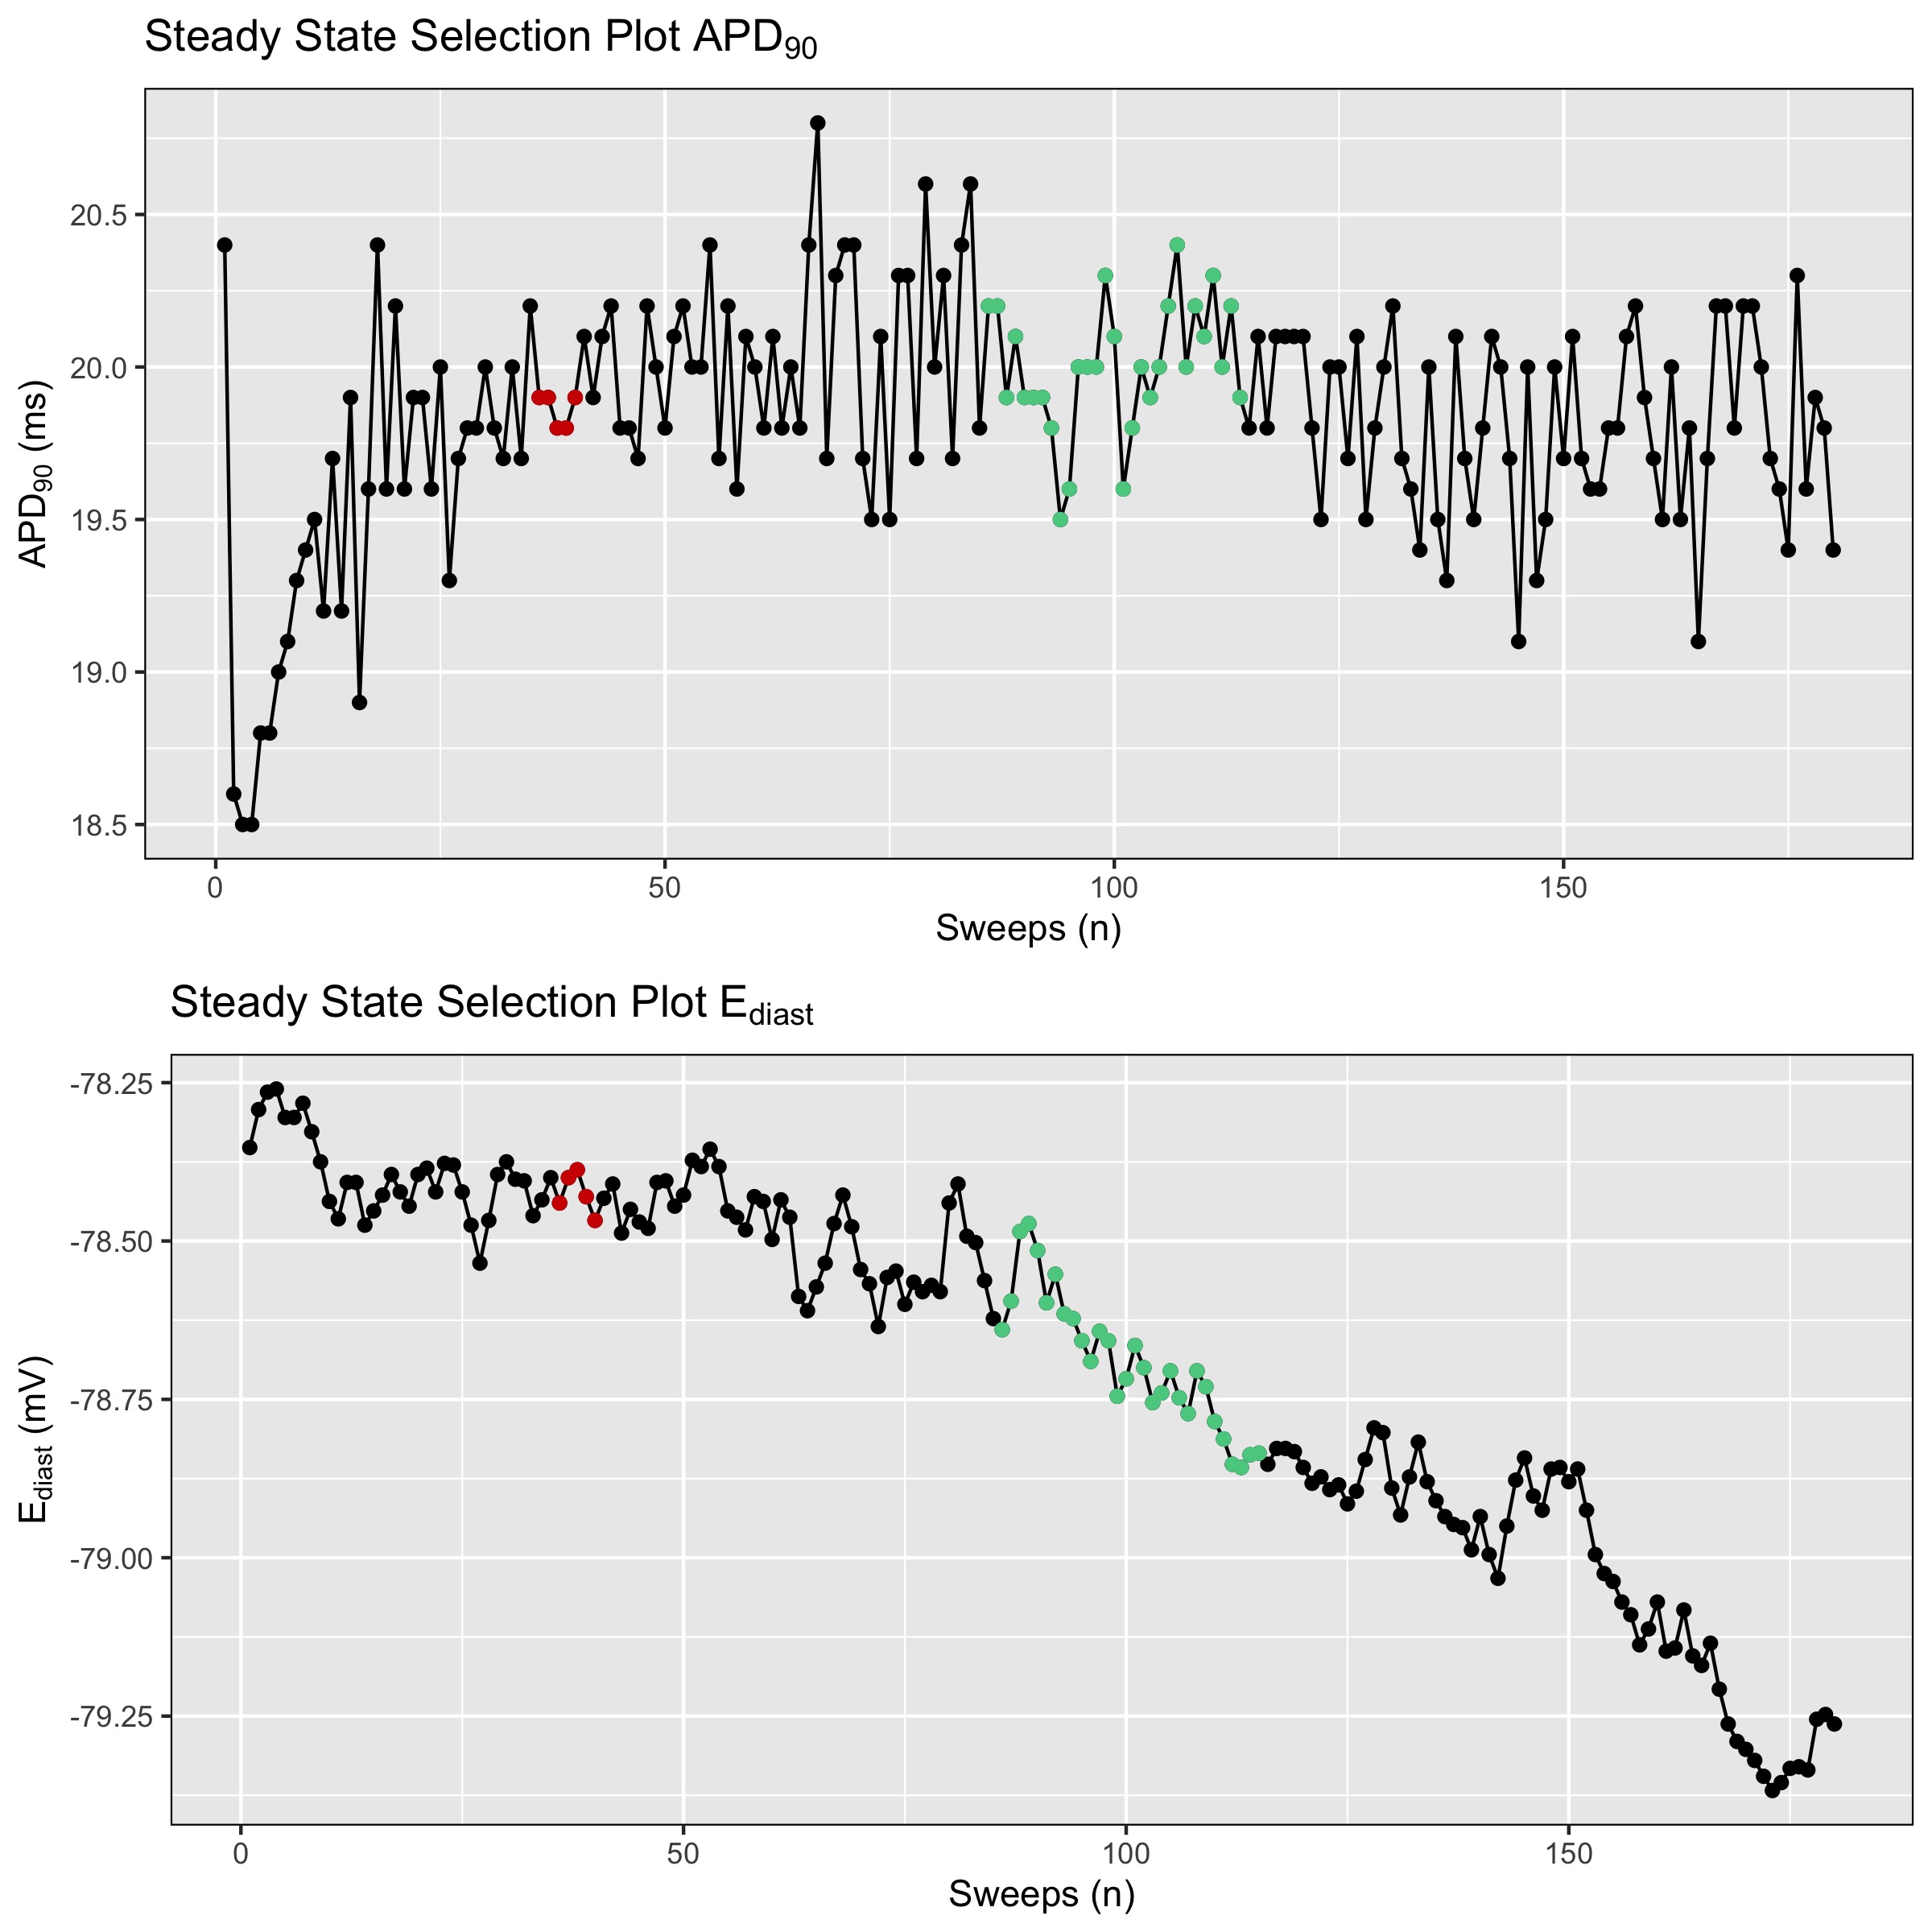 Steady State Selection Plot APD90
APD90 (ms)
20.5
20.0
19.5
19.0
18.5
0 50 100 150
Sweeps (n)
Steady State Selection Plot Ediast
Ediast (mV)
-78.25
-78.50
-78.75
-79.00
-79.25
0 50 100 150
Sweeps (n)